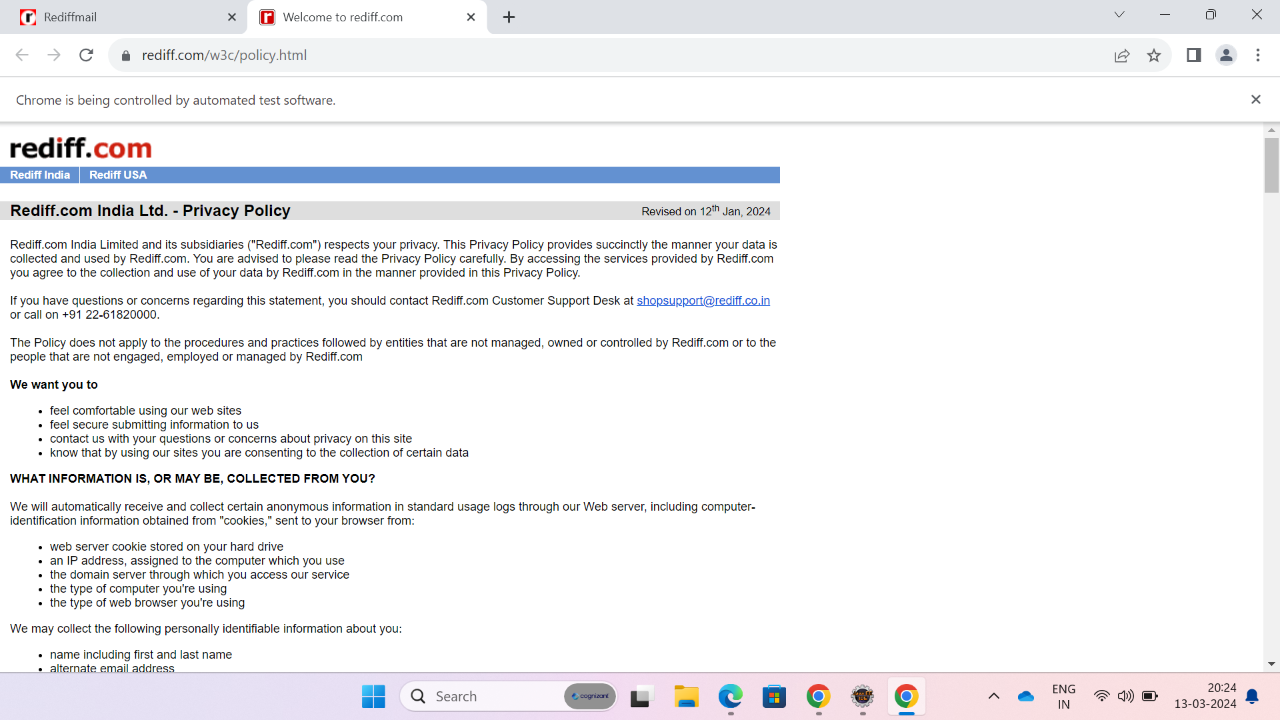 Rediffmail
Welcome to rediff.com
rediff.com/w3c/policy.html
Chrome is being controlled by automated test software.
rediff.com
Rediff India Rediff USA
Rediff.com India Ltd. - Privacy Policy Revised on 12th Jan, 2024
Rediff.com India Limited and its subsidiaries ("Rediff.com") respects your privacy. This Privacy Policy provides succinctly the manner your data is
collected and used by Rediff.com. You are advised to please read the Privacy Policy carefully. By accessing the services provided by Rediff.com
you agree to the collection and use of your data by Rediff.com in the manner provided in this Privacy Policy.
If you have questions or concerns regarding this statement, you should contact Rediff.com Customer Support Desk at shopsupport@rediff.co.in
or call on +91 22-61820000.
The Policy does not apply to the procedures and practices followed by entities that are not managed, owned or controlled by Rediff.com or to the
people that are not engaged, employed or managed by Rediff.com
We want you to
• feel comfortable using our web sites
• feel secure submitting information to us
• contact us with your questions or concerns about privacy on this site
• know that by using our sites you are consenting to the collection of certain data
WHAT INFORMATION IS, OR MAY BE, COLLECTED FROM YOU?
We will automatically receive and collect certain anonymous information in standard usage logs through our Web server, including computer-
identification information obtained from "cookies," sent to your browser from:
• web server cookie stored on your hard drive
• an IP address, assigned to the computer which you use
• the domain server through which you access our service
• the type of computer you're using
• the type of web browser you're using
We may collect the following personally identifiable information about you:
• name including first and last name
• alternate email address
Search cognizant
ENG
IN
20:24
13-03-2024